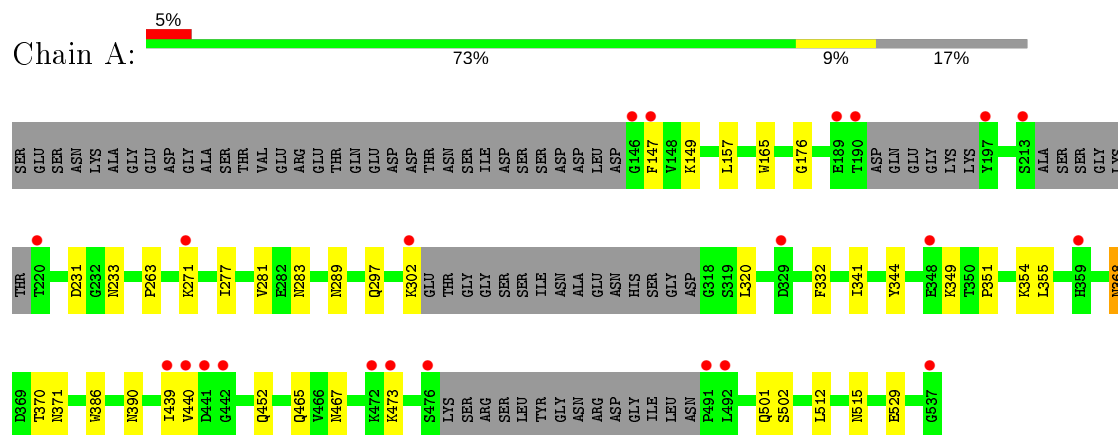 5%
Chain A:
73% 9% 17%
SER GLU SER ASN LYS ALA GLY GLU ASP GLY ALA SER THR VAL GLU ARG GLU THR GLN GLU ASP ASP THR ASN SER ILE ASP SER SER ASP ASP LEU ASP G146 F147 V148 K149 L157 W165 G176 E189 T190 ASP GLN GLU GLY LYS LYS Y197 S213 ALA SER SER GLY LYS
THR T220 D231 G232 N233 P263 K271 I277 V281 E282 N283 N289 Q297 K302 GLU THR GLY GLY SER SER ILE ASN ALA GLU ASN HIS SER GLY ASP G318 S319 L320 D329 F332 I341 Y344 E348 K349 T350 P351 K354 L355 H359 N368
D369 T370 N371 W386 N390 I439 V440 D441 G442 Q452 Q465 V466 N467 K472 K473 S476 LYS SER ARG SER LEU TYR GLY ASN ARG ASP GLY ILE LEU ASN P491 L492 Q501 S502 L512 N515 E529 G537